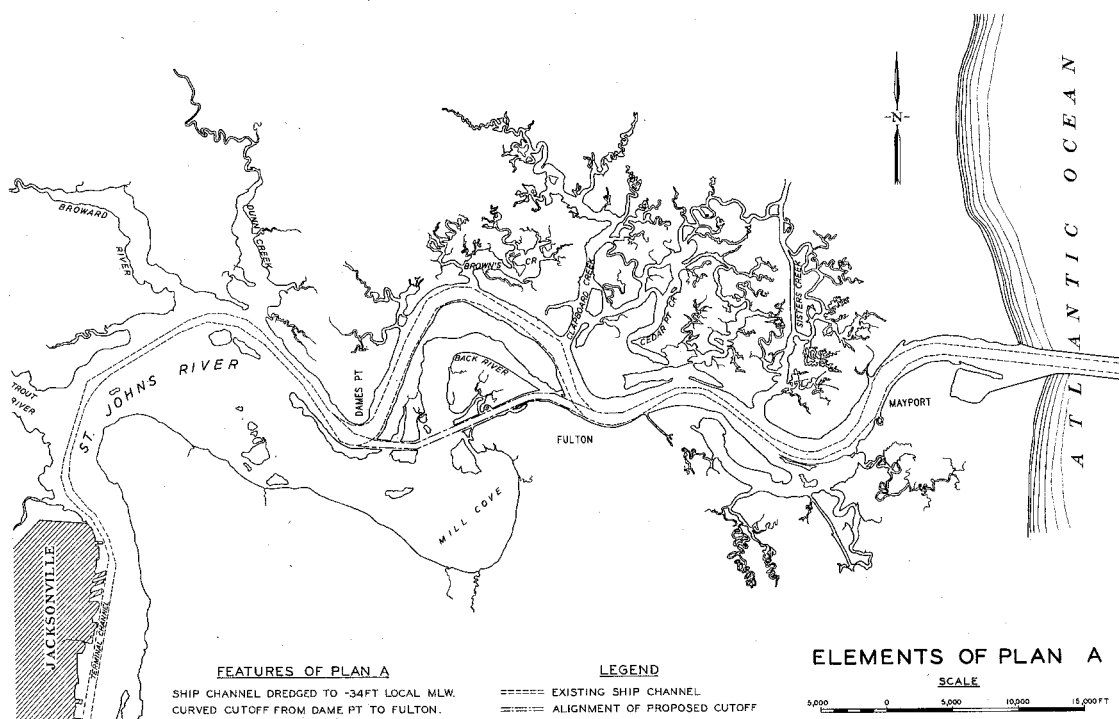 ATLANTIC OCEAN
-N-
BROWARD
RIVER
DUNN'S CREEK
BROWN'S CR
CLAPBOARD CREEK
CEDAR PT CR
SISTERS CREEK
TROUT
RIVER
ST. JOHNS RIVER
DAMES PT
BACK RIVER
FULTON
MAYPORT
MILL COVE
JACKSONVILLE
TERMINAL CHANNEL
FEATURES OF PLAN A
SHIP CHANNEL DREDGED TO -34FT LOCAL MLW.
CURVED CUTOFF FROM DAME PT TO FULTON.
LEGEND
EXISTING SHIP CHANNEL
ALIGNMENT OF PROPOSED CUTOFF
ELEMENTS OF PLAN A
SCALE
5,000 0 5,000 10,000 15,000 FT